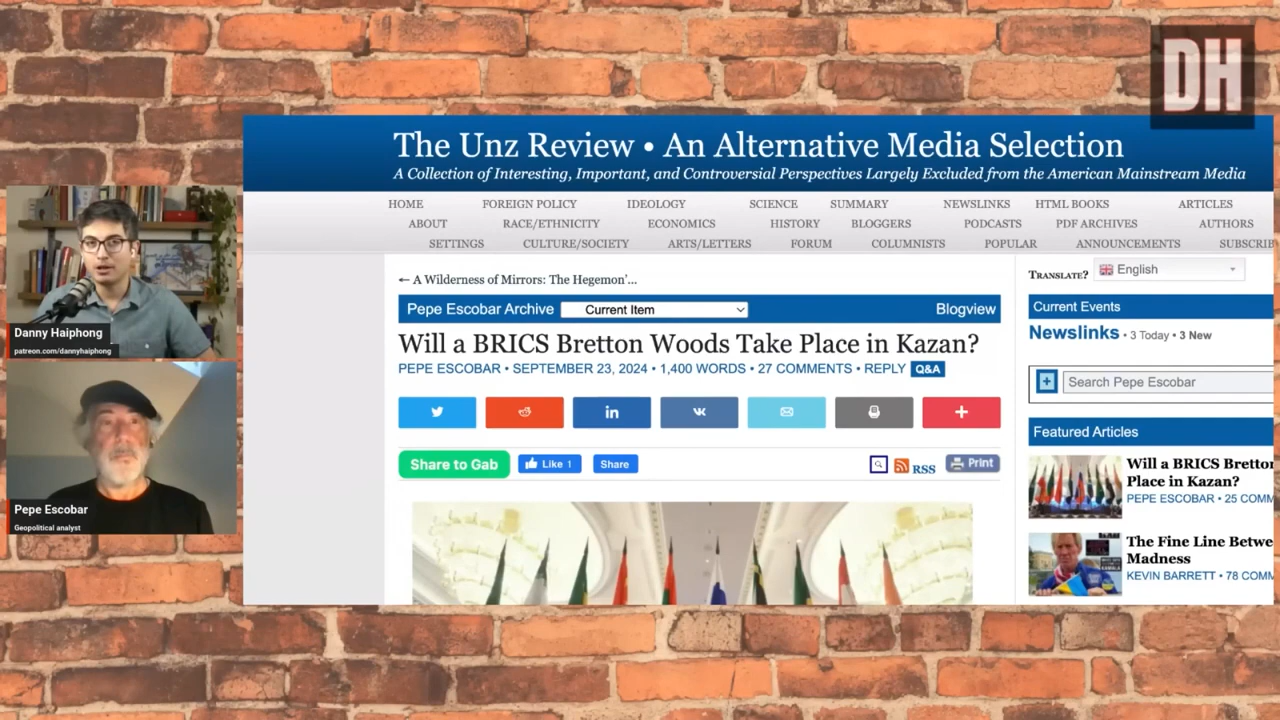 DH
The Unz Review • An Alternative Media Selection
A Collection of Interesting, Important, and Controversial Perspectives Largely Excluded from the American Mainstream Media
HOME FOREIGN POLICY IDEOLOGY SCIENCE SUMMARY NEWSLINKS HTML BOOKS ARTICLES
ABOUT RACE/ETHNICITY ECONOMICS HISTORY BLOGGERS PODCASTS PDF ARCHIVES AUTHORS
SETTINGS CULTURE/SOCIETY ARTS/LETTERS FORUM COLUMNISTS POPULAR ANNOUNCEMENTS SUBSCRIE
← A Wilderness of Mirrors: The Hegemon'...
Pepe Escobar Archive Current Item Blogview
Will a BRICS Bretton Woods Take Place in Kazan?
PEPE ESCOBAR • SEPTEMBER 23, 2024 • 1,400 WORDS • 27 COMMENTS • REPLY Q&A
Share to Gab Like 1 Share RSS Print
TRANSLATE? English
Current Events
Newslinks • 3 Today • 3 New
Search Pepe Escobar
Featured Articles
Will a BRICS Bretto
Place in Kazan?
PEPE ESCOBAR • 25 COM
The Fine Line Betwe
Madness
KEVIN BARRETT • 78 COM
Danny Haiphong
patreon.com/dannyhaiphong
Pepe Escobar
Geopolitical analyst